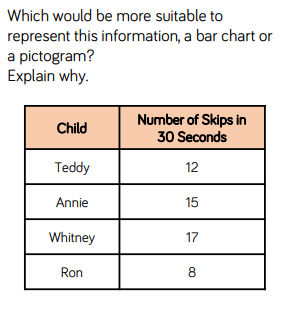 Which would be more suitable to
represent this information, a bar chart or
a pictogram?
Explain why.
Child
Number of Skips in
30 Seconds
Teddy 12
Annie 15
Whitney 17
Ron 8